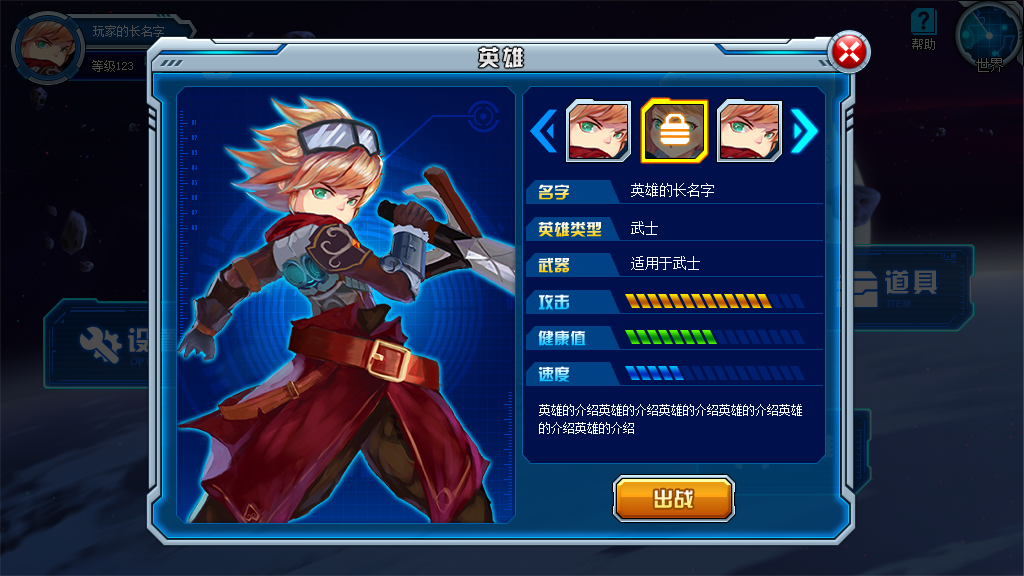 玩家的长名字
等级123
帮助
世界
英雄
名字
英雄的长名字
英雄类型
武士
武器
适用于武士
攻击
健康值
速度
英雄的介绍英雄的介绍英雄的介绍英雄的介绍英雄
的介绍英雄的介绍
出战
设
道具